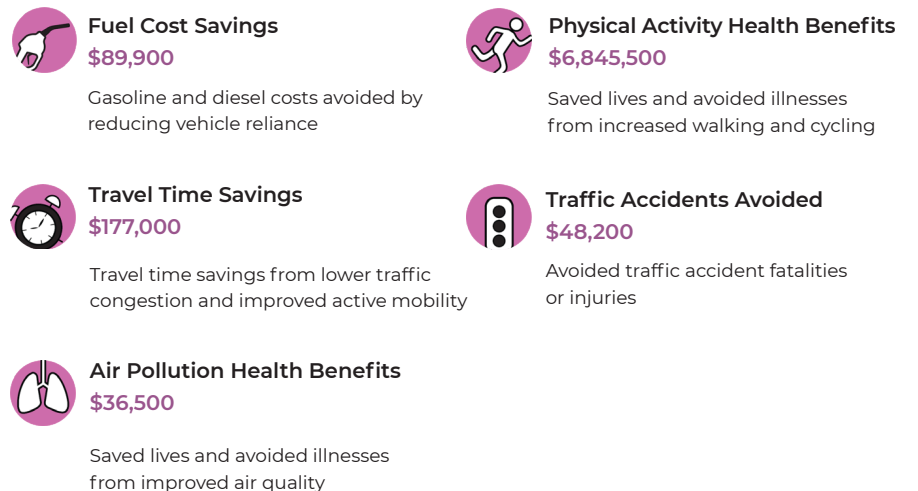 Fuel Cost Savings
$89,900
Gasoline and diesel costs avoided by
reducing vehicle reliance
Physical Activity Health Benefits
$6,845,500
Saved lives and avoided illnesses
from increased walking and cycling
Travel Time Savings
$177,000
Travel time savings from lower traffic
congestion and improved active mobility
Traffic Accidents Avoided
$48,200
Avoided traffic accident fatalities
or injuries
Air Pollution Health Benefits
$36,500
Saved lives and avoided illnesses
from improved air quality